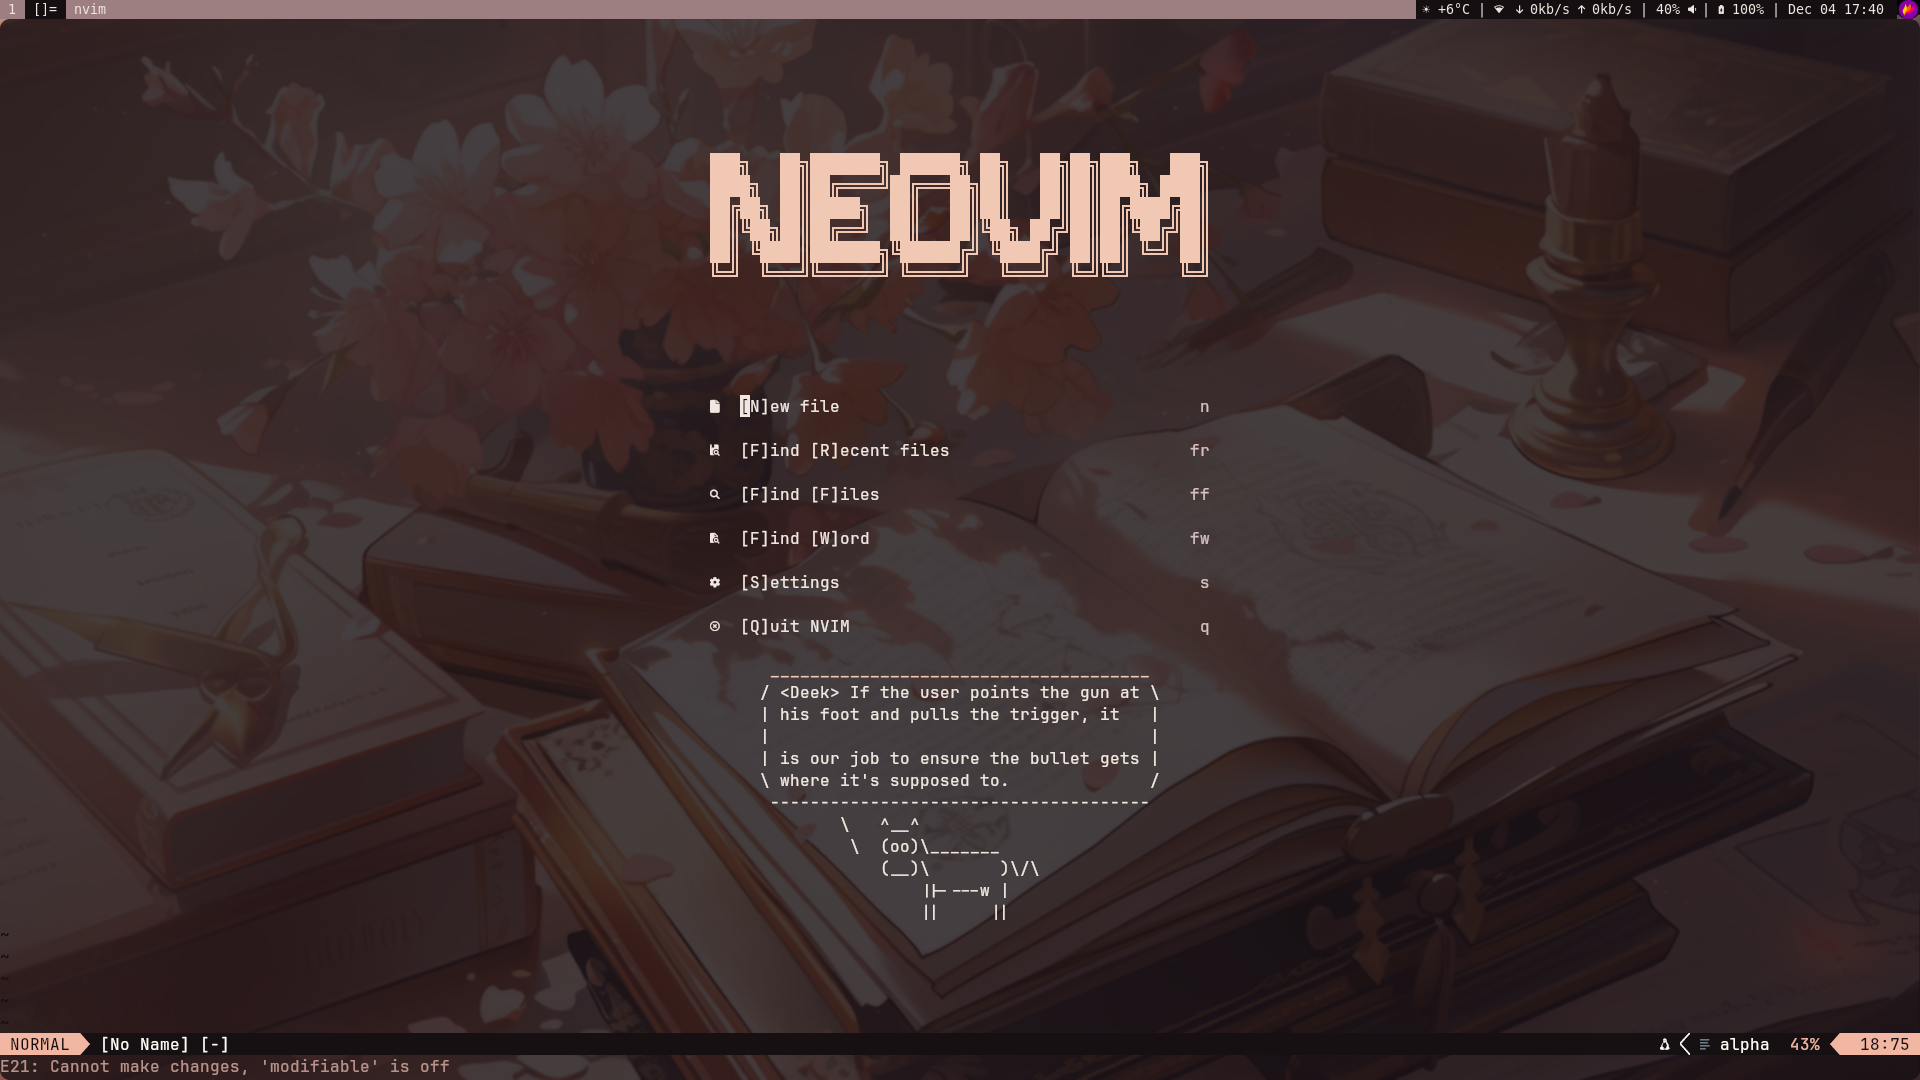 1 []= nvim
+6°C | 0kb/s 0kb/s | 40% | 100% | Dec 04 17:40
NEOVIM
[N]ew file n
[F]ind [R]ecent files fr
[F]ind [F]iles ff
[F]ind [W]ord fw
[S]ettings s
[Q]uit NVIM q
______________________________________
/ <Deek> If the user points the gun at \
| his foot and pulls the trigger, it   |
|                                      |
| is our job to ensure the bullet gets |
\ where it's supposed to.              /
--------------------------------------
\   ^__^
\  (oo)\_______
(__)\       )\/\
||----w |
||     ||
~
~
~
~
~
NORMAL [No Name] [-] alpha 43% 18:75
E21: Cannot make changes, 'modifiable' is off